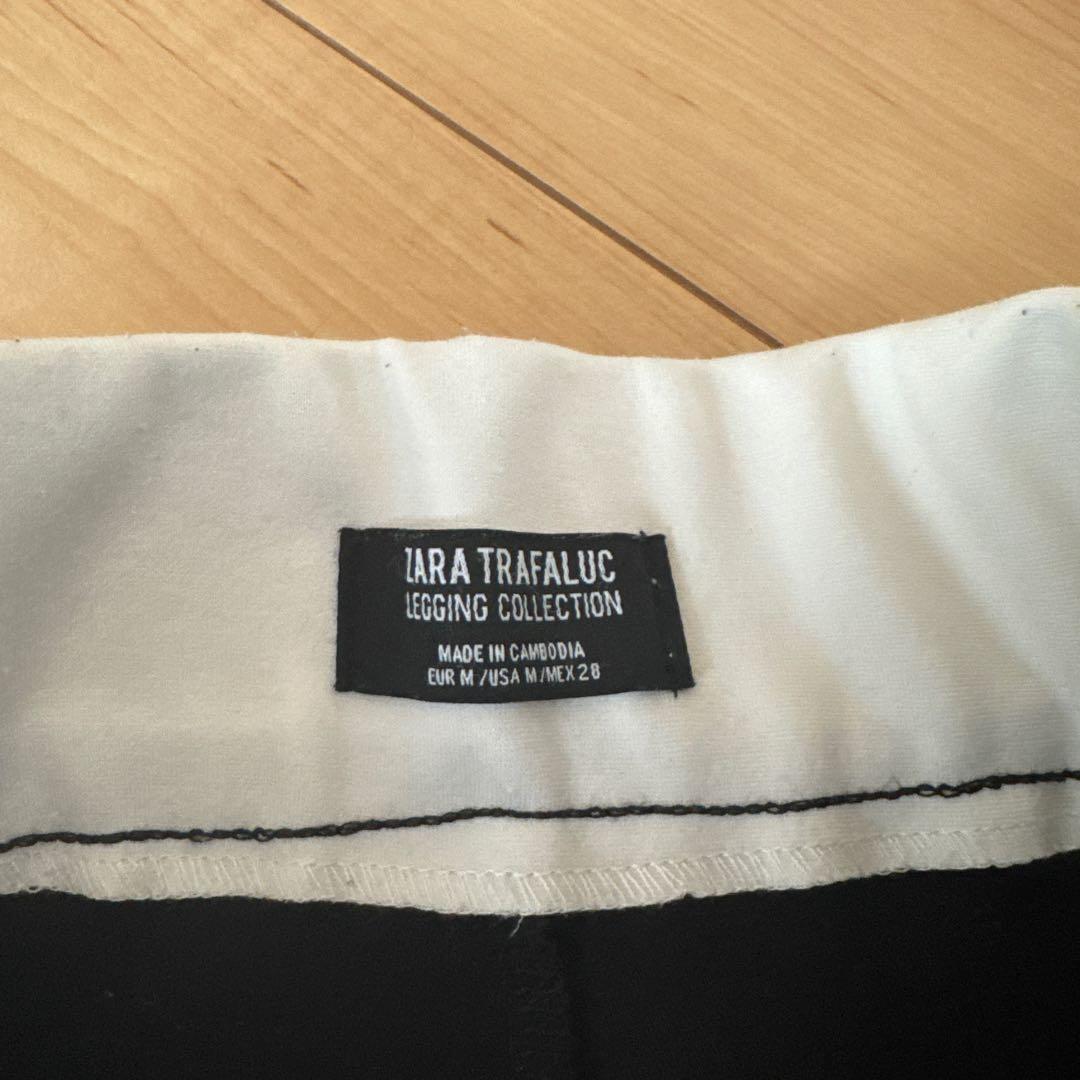 ZARA TRAFALUC
LEGGING COLLECTION
MADE IN CAMBODIA
EUR M /USA M /MEX 28